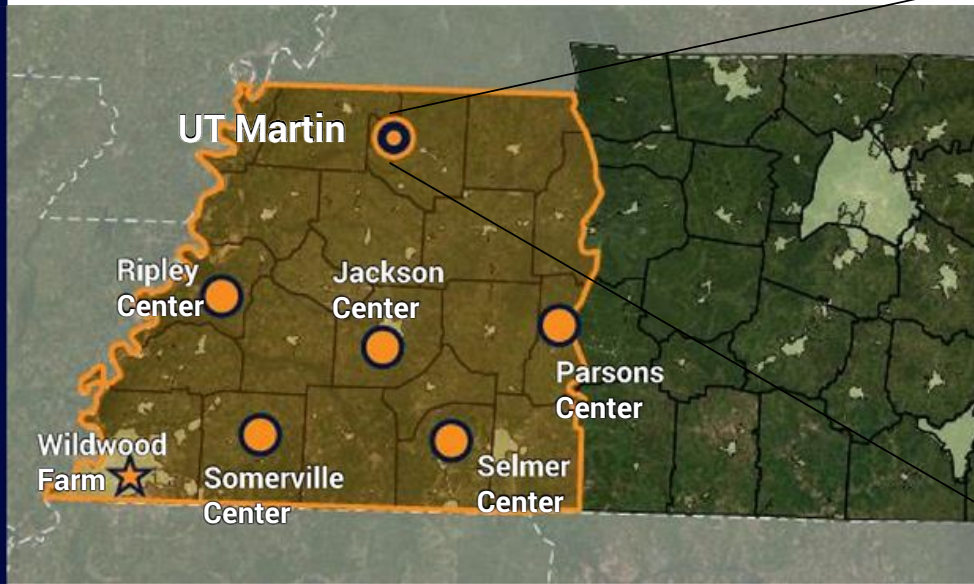 UT Martin
Ripley
Center
Jackson
Center
Parsons
Center
Wildwood
Farm
Somerville
Center
Selmer
Center